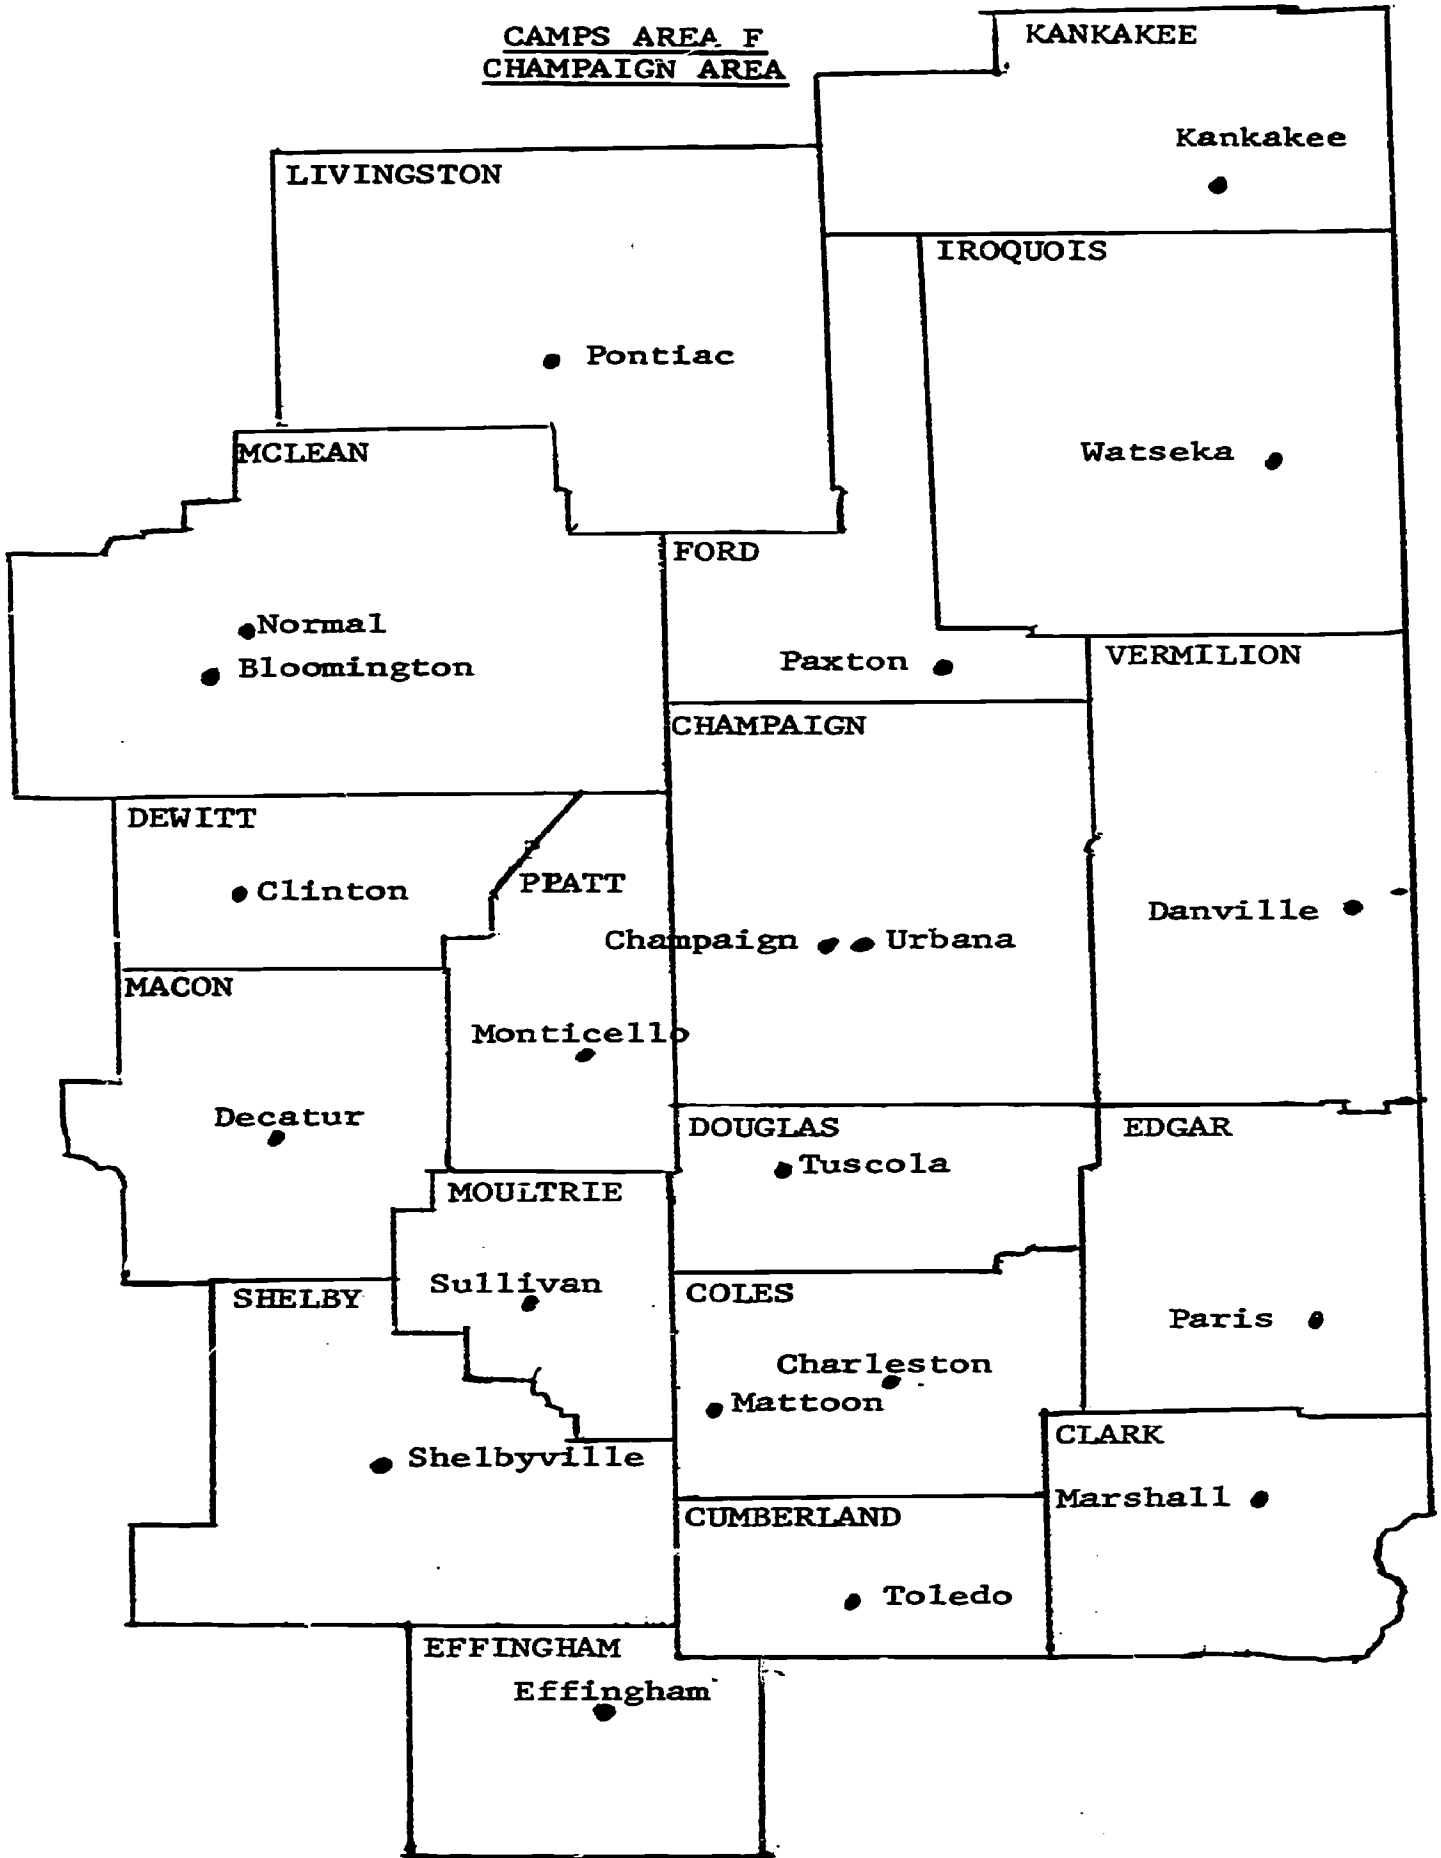 CAMPS AREA F
CHAMPAIGN AREA
KANKAKEE
Kankakee
LIVINGSTON
IROQUOIS
Pontiac
MCLEAN
Watseka
FORD
Normal
Bloomington
Paxton
VERMILION
CHAMPAIGN
DEWITT
PIATT
Clinton
Danville
Champaign
Urbana
MACON
Monticello
Decatur
DOUGLAS
EDGAR
Tuscola
MOULTRIE
Sullivan
SHELBY
COLES
Paris
Charleston
Mattoon
CLARK
Shelbyville
Marshall
CUMBERLAND
Toledo
EFFINGHAM
Effingham